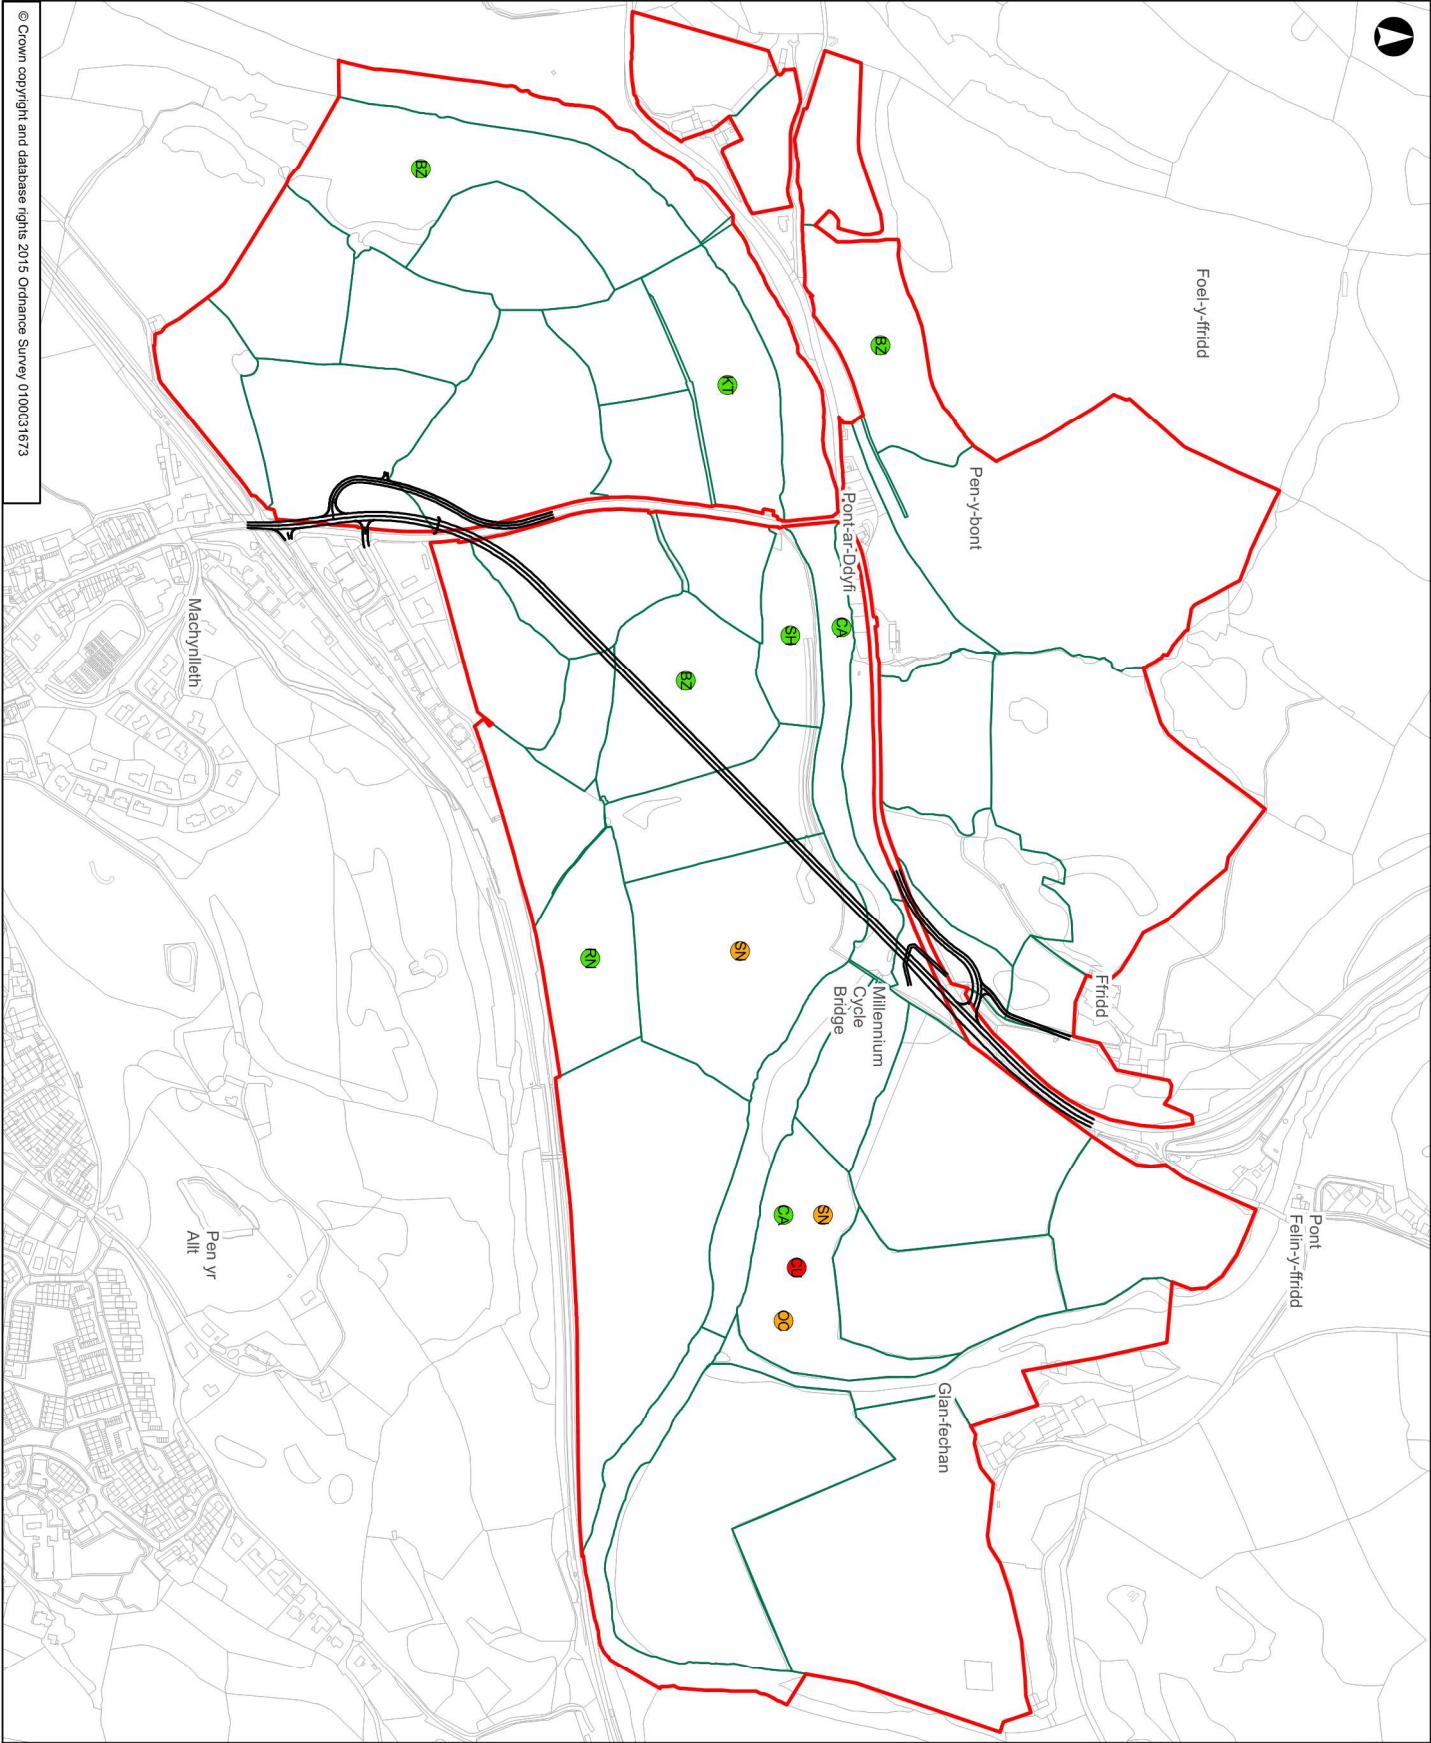 Foel-y-ffridd
Pen-y-bont
Pont-ar-Ddyfi
Ffridd
Pont
Felin-y-ffridd
Millennium
Cycle
Bridge
Glan-fechan
Machynlleth
Pen yr
Allt
BZ
BZ
KT
CA
SH
BZ
SN
RN
SN
CA
CU
OC
© Crown copyright and database rights 2015 Ordnance Survey 0100031673